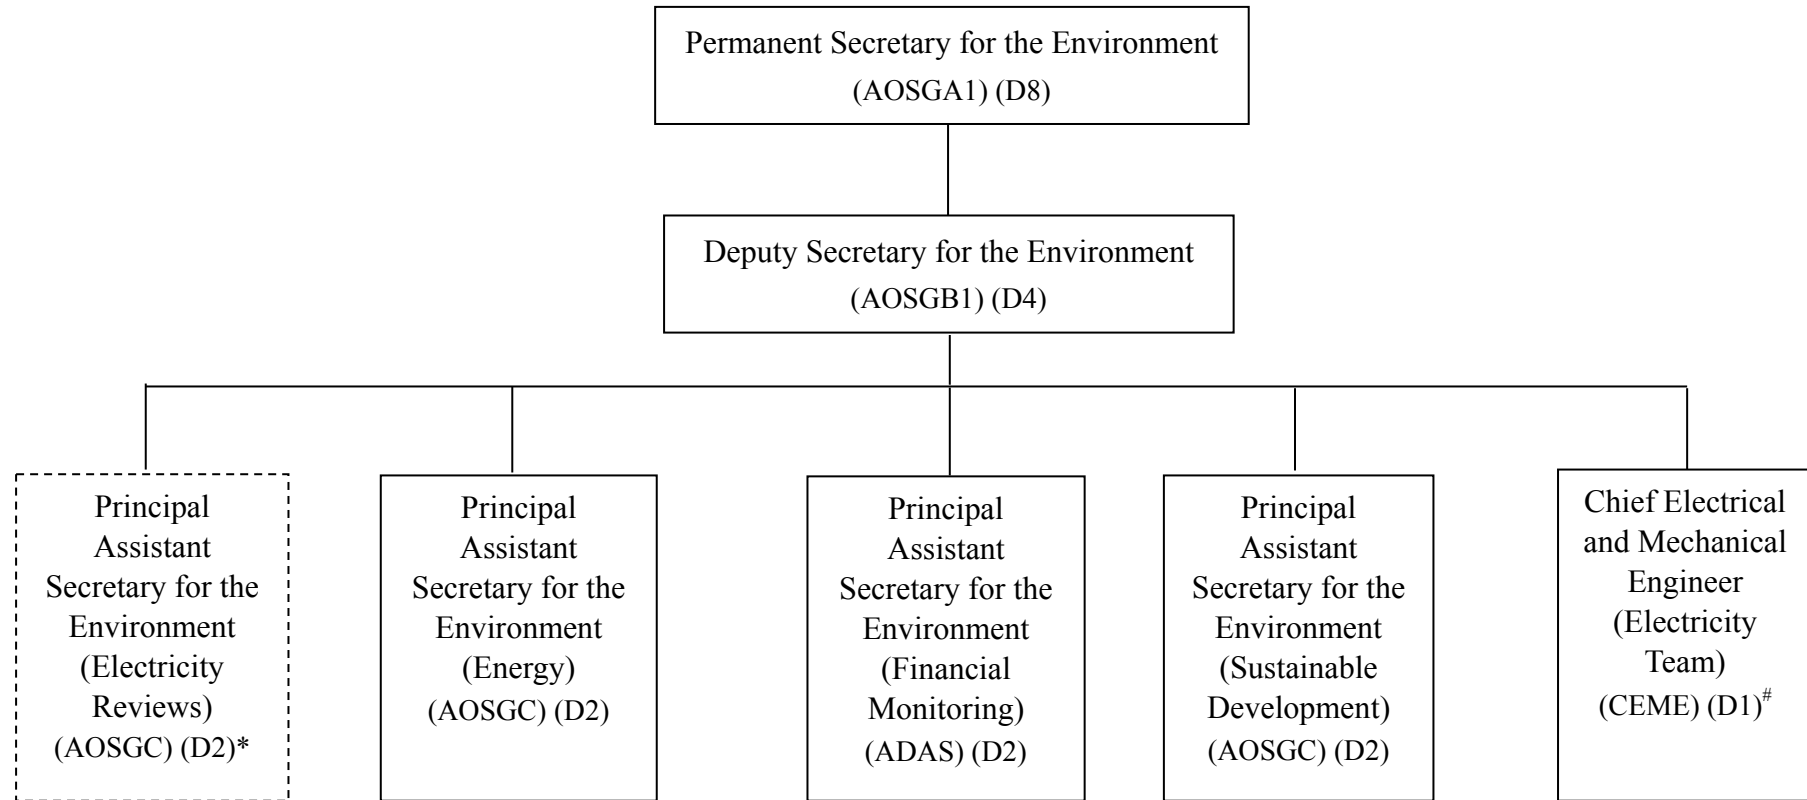 Permanent Secretary for the Environment
(AOSGA1) (D8)
Deputy Secretary for the Environment
(AOSGB1) (D4)
Principal
Assistant
Secretary for the
Environment
(Electricity
Reviews)
(AOSGC) (D2)*
Principal
Assistant
Secretary for the
Environment
(Energy)
(AOSGC) (D2)
Principal
Assistant
Secretary for the
Environment
(Financial
Monitoring)
(ADAS) (D2)
Principal
Assistant
Secretary for the
Environment
(Sustainable
Development)
(AOSGC) (D2)
Chief Electrical
and Mechanical
Engineer
(Electricity
Team)
(CEME) (D1)#